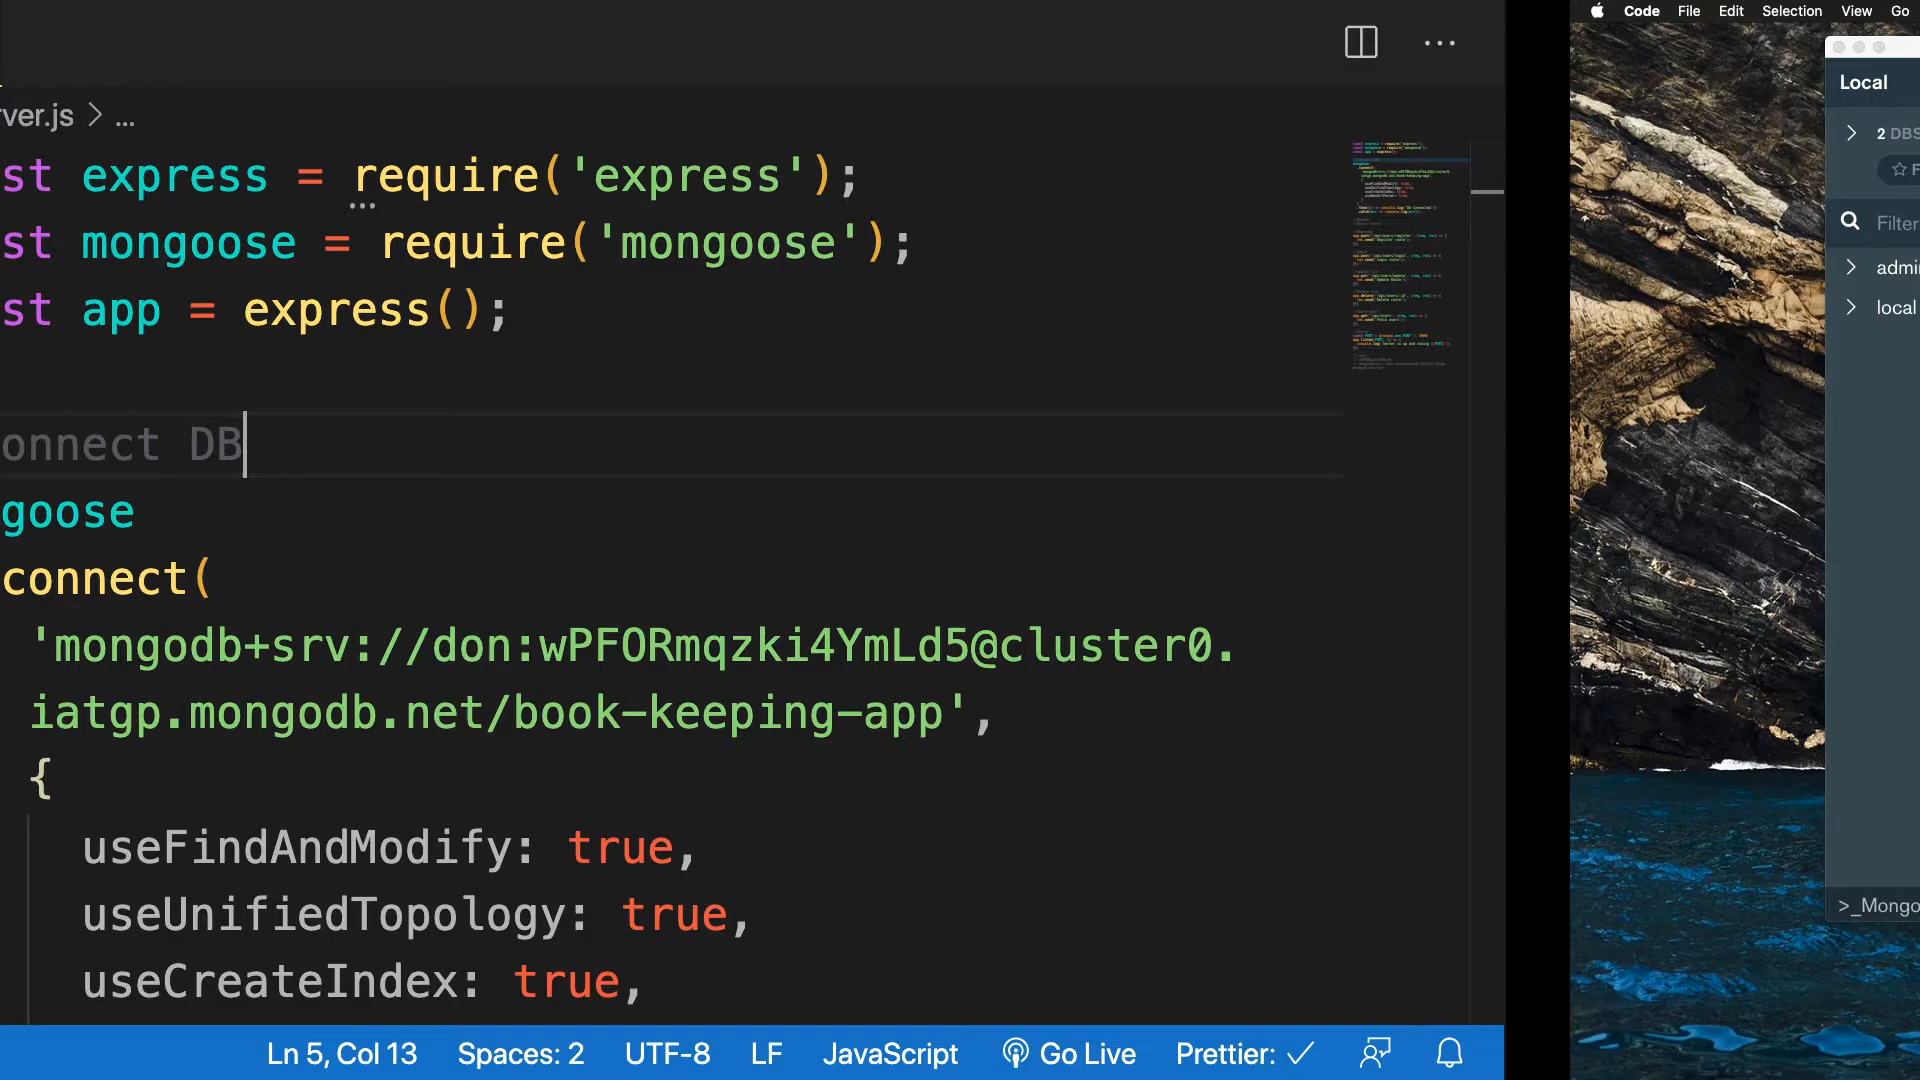 Code File Edit Selection View Go
ver.js > ...
st express = require('express');
st mongoose = require('mongoose');
st app = express();
onnect DB
goose
connect(
'mongodb+srv://don:wPFORmqzki4YmLd5@cluster0.
iatgp.mongodb.net/book-keeping-app',
{
useFindAndModify: true,
useUnifiedTopology: true,
useCreateIndex: true,
Ln 5, Col 13 Spaces: 2 UTF-8 LF JavaScript Go Live Prettier: ✓
Local
2 DBS
F
Filter
admi
local
>_Mongo